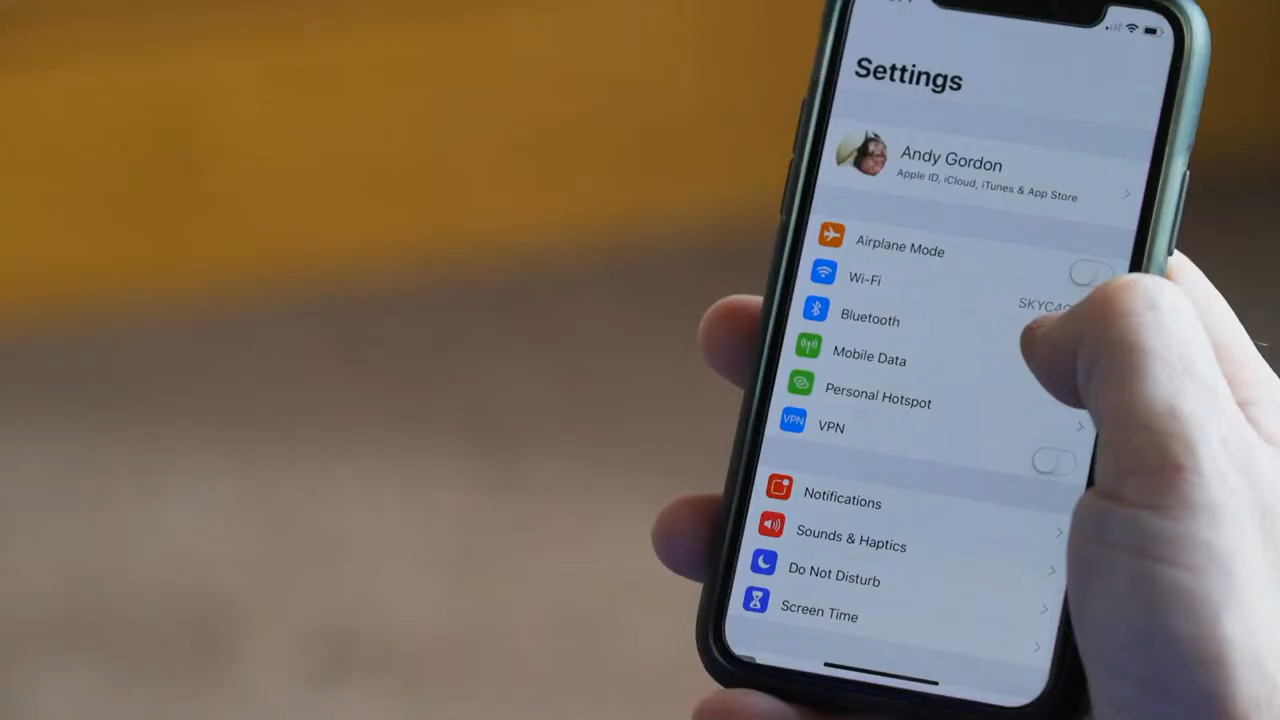 Settings
Andy Gordon
Apple ID, iCloud, iTunes & App Store
Airplane Mode
Wi-Fi
Bluetooth
Mobile Data
Personal Hotspot
VPN VPN
Notifications
Sounds & Haptics
Do Not Disturb
Screen Time